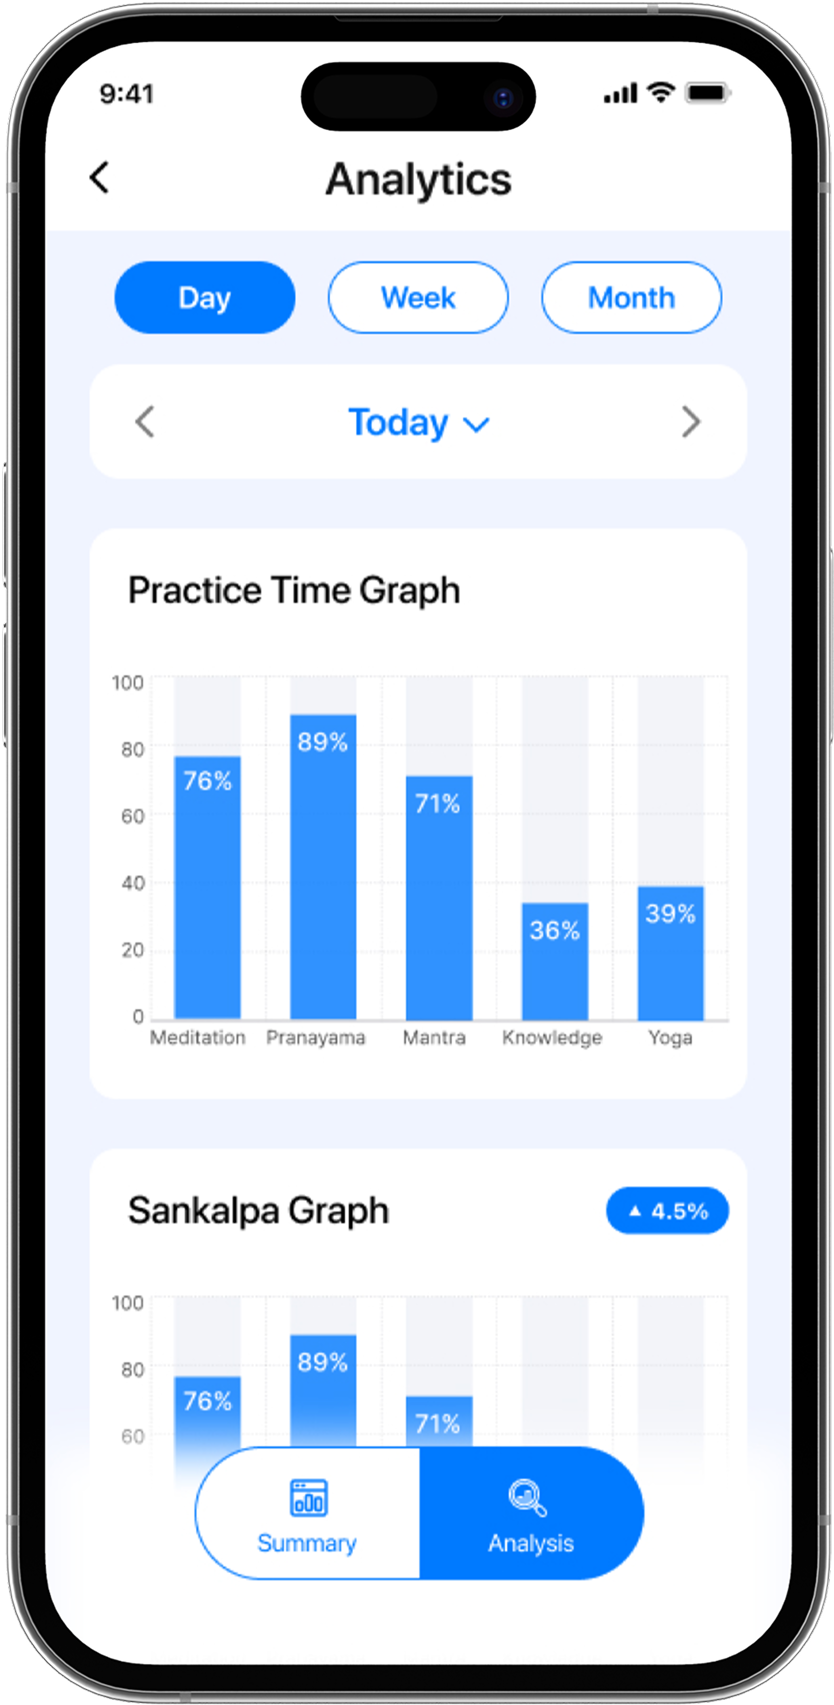 9:41
Analytics
Day Week Month
Today
Practice Time Graph
100
80
60
40
20
0
76% 89% 71% 36% 39%
Meditation Pranayama Mantra Knowledge Yoga
Sankalpa Graph ▲ 4.5%
100
80
60
76% 89% 71%
Summary Analysis